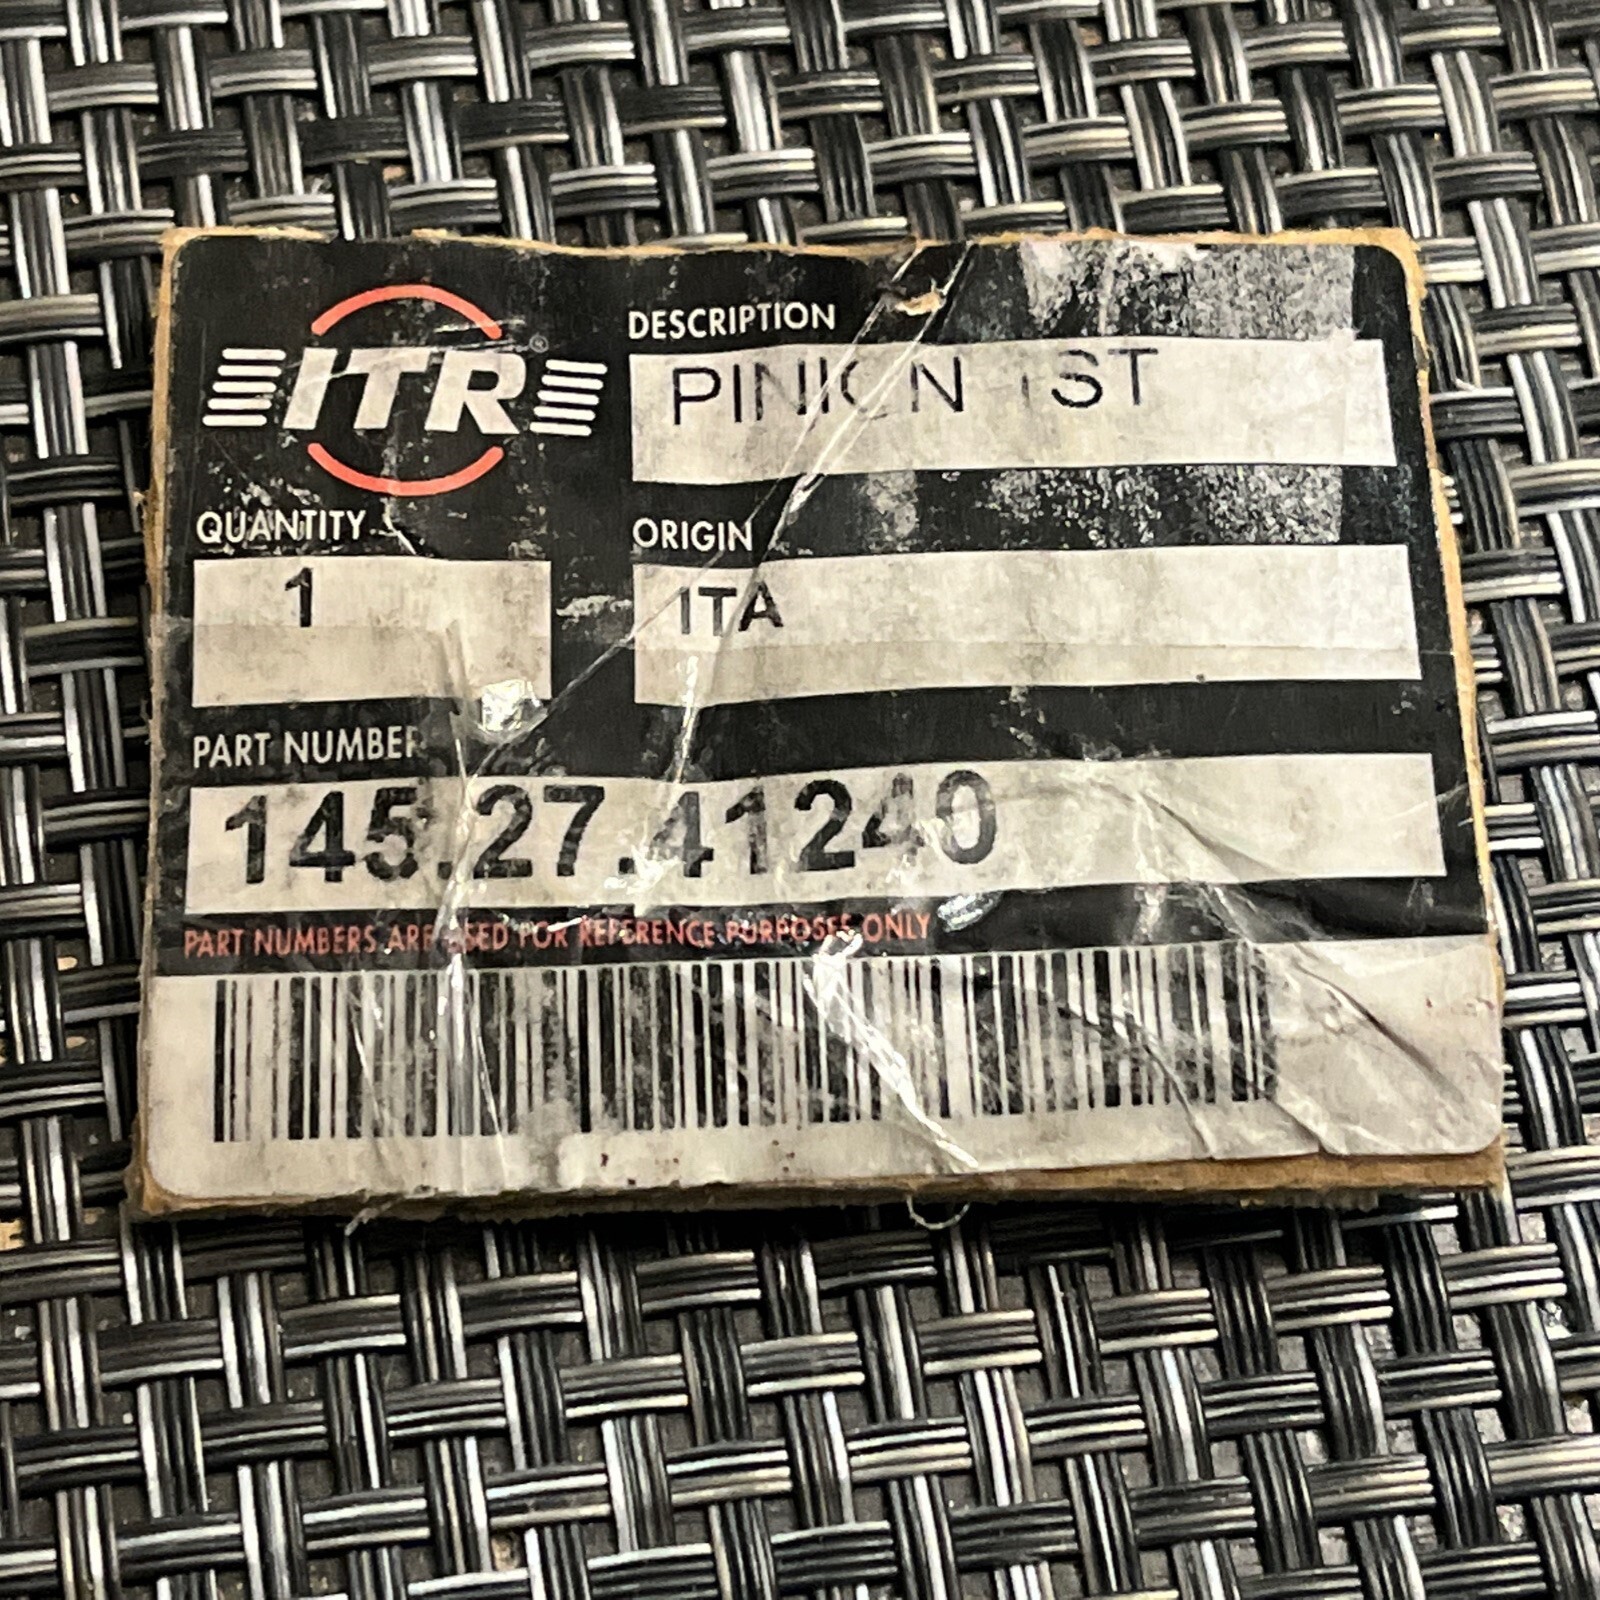 ITR®
DESCRIPTION
PINION 1ST
QUANTITY
1
ORIGIN
ITA
PART NUMBER
145.27.41240
PART NUMBERS ARE USED FOR REFERENCE PURPOSES ONLY